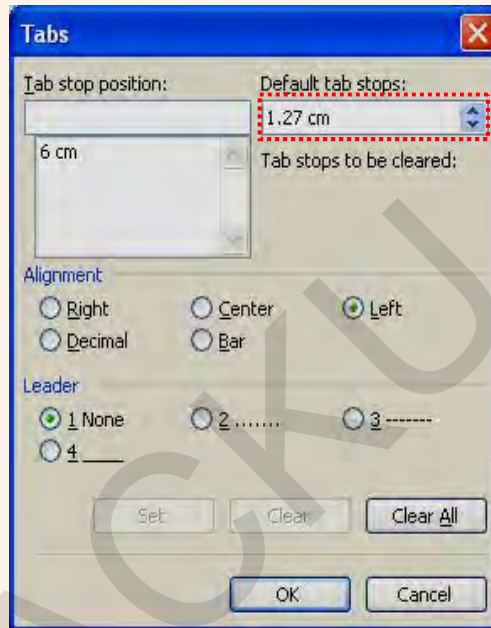 Tabs
Tab stop position: Default tab stops:
1.27 cm
6 cm
Tab stops to be cleared:
Alignment
Right Center Left
Decimal Bar
Leader
1 None 2 ....... 3 -------
4 ____
Set Clear Clear All
OK Cancel
ACKU